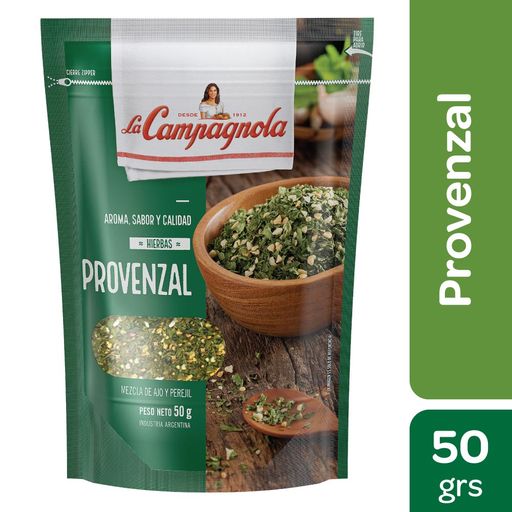 TIRE PARA ABRIR
CIERRE ZIPPER
DESDE 1912
La Campagnola
AROMA, SABOR Y CALIDAD
≈ HIERBAS ≈
PROVENZAL
MEZCLA DE AJO Y PEREJIL
PESO NETO 50 g
INDUSTRIA ARGENTINA
Provenzal
50
grs